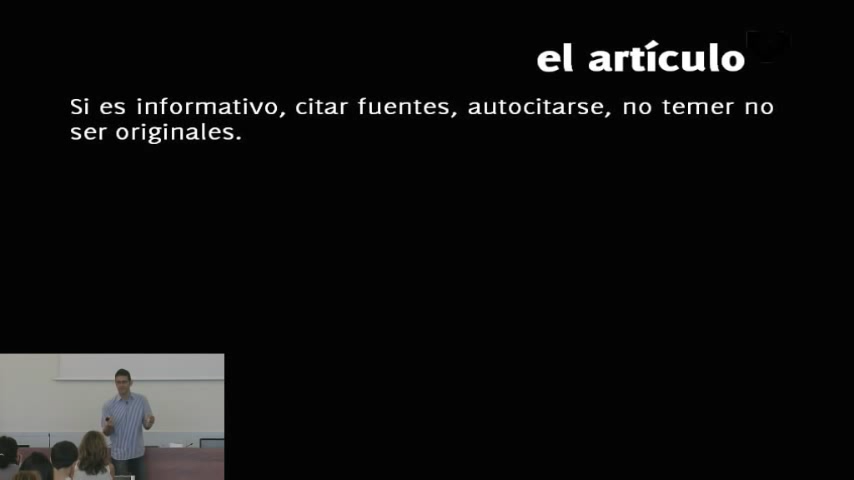 el artículo
Si es informativo, citar fuentes, autocitarse, no temer no
ser originales.